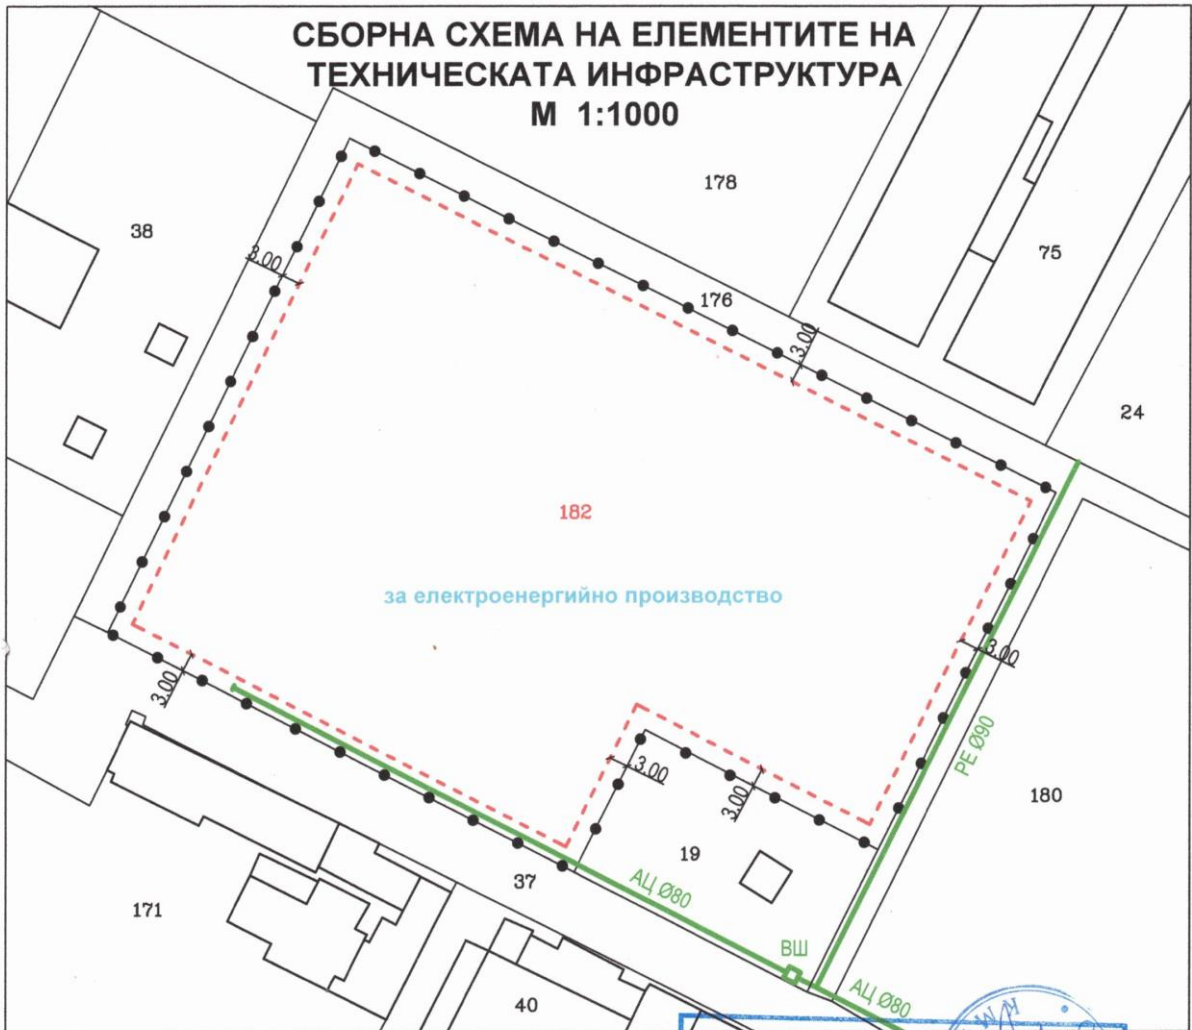 СБОРНА СХЕМА НА ЕЛЕМЕНТИТЕ НА
ТЕХНИЧЕСКАТА ИНФРАСТРУКТУРА
М 1:1000
178
38
75
3.00
176
3.00
24
182
за електроенергийно производство
3.00
3.00
PE Ø90
3.00
3.00
180
19
37
АЦ Ø80
171
ВШ
АЦ Ø80
40